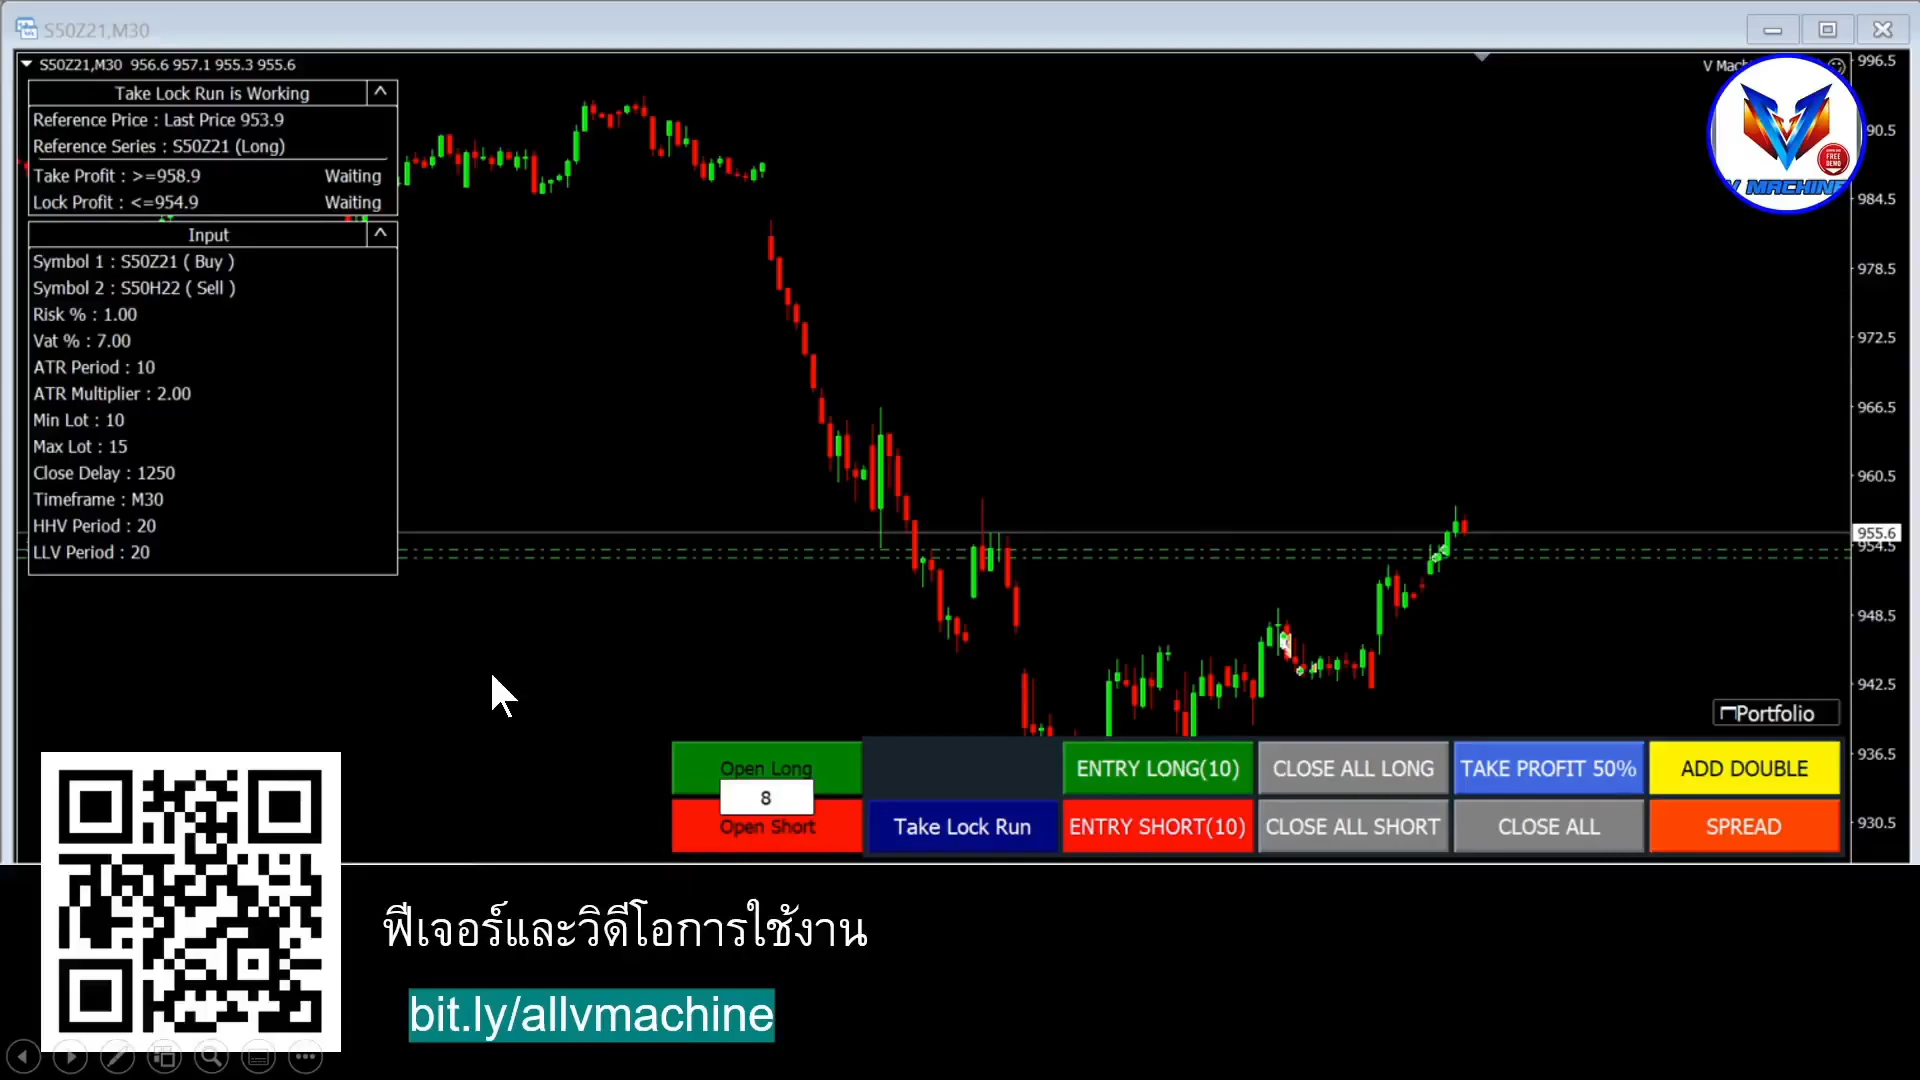 S50Z21,M30
S50Z21,M30 956.6 957.1 955.3 955.6
V Mac
996.5
Take Lock Run is Working ^
Reference Price : Last Price 953.9
Reference Series : S50Z21 (Long)
Take Profit : >=958.9 Waiting
Lock Profit : <=954.9 Waiting
Input ^
Symbol 1 : S50Z21 ( Buy )
Symbol 2 : S50H22 ( Sell )
Risk % : 1.00
Vat % : 7.00
ATR Period : 10
ATR Multiplier : 2.00
Min Lot : 10
Max Lot : 15
Close Delay : 1250
Timeframe : M30
HHV Period : 20
LLV Period : 20
FREE
DEMO
V MACHINE
90.5
984.5
978.5
972.5
966.5
960.5
955.6
954.5
948.5
942.5
936.5
930.5
Portfolio
Open Long
8
Open Short
Take Lock Run
ENTRY LONG(10)
CLOSE ALL LONG
TAKE PROFIT 50%
ADD DOUBLE
ENTRY SHORT(10)
CLOSE ALL SHORT
CLOSE ALL
SPREAD
ฟีเจอร์และวิดีโอการใช้งาน
bit.ly/allvmachine